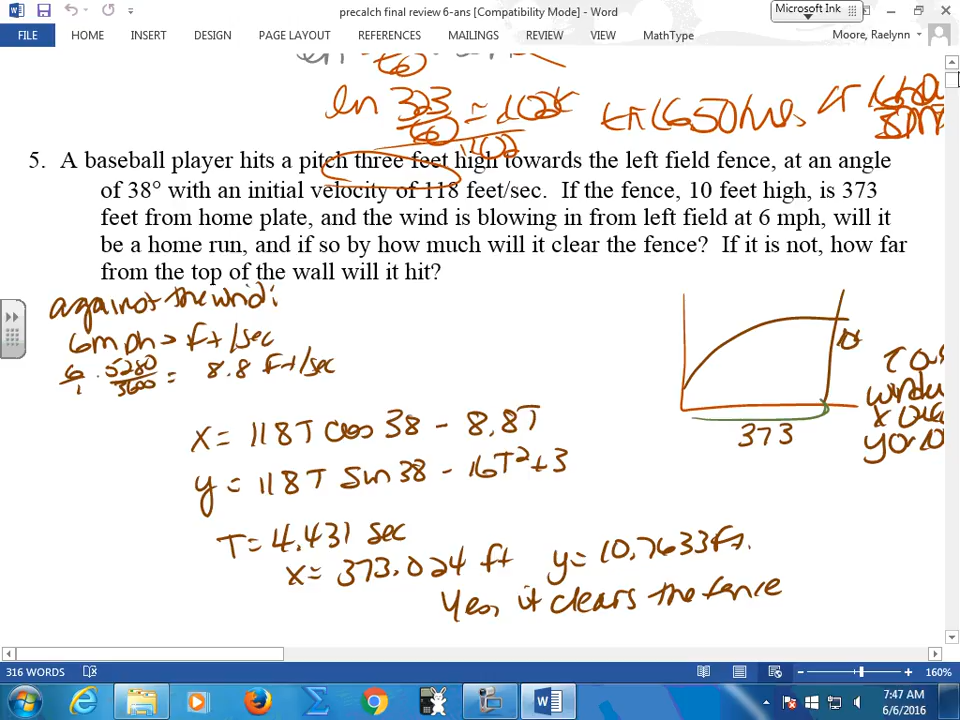 precalch final review 6-ans [Compatibility Mode] - Word
Microsoft Ink
FILE HOME INSERT DESIGN PAGE LAYOUT REFERENCES MAILINGS REVIEW VIEW MathType Moore, Raelynn
60
ln 323
60
5. A baseball player hits a pitch three feet high towards the left field fence, at an angle
of 38° with an initial velocity of 118 feet/sec. If the fence, 10 feet high, is 373
feet from home plate, and the wind is blowing in from left field at 6 mph, will it
be a home run, and if so by how much will it clear the fence? If it is not, how far
from the top of the wall will it hit?
against the wind:
6mph => ft/sec
6/1 · 5280/3600 = 8.8 ft/sec
10
373
x = 118T cos 38 - 8.8T
y = 118T sin 38 - 16T²+3
T = 4.431 sec
x = 373.024 ft y = 10.7633ft.
Yes, it clears the fence
316 WORDS 160%
7:47 AM
6/6/2016